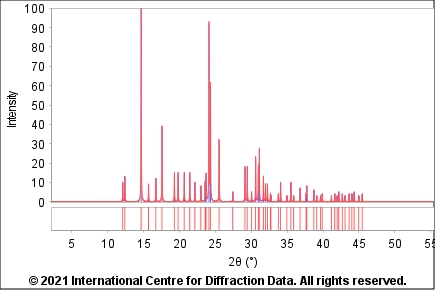 100
90
80
70
60
50
40
30
20
10
0
Intensity
5 10 15 20 25 30 35 40 45 50 55
2θ (°)
© 2021 International Centre for Diffraction Data. All rights reserved.